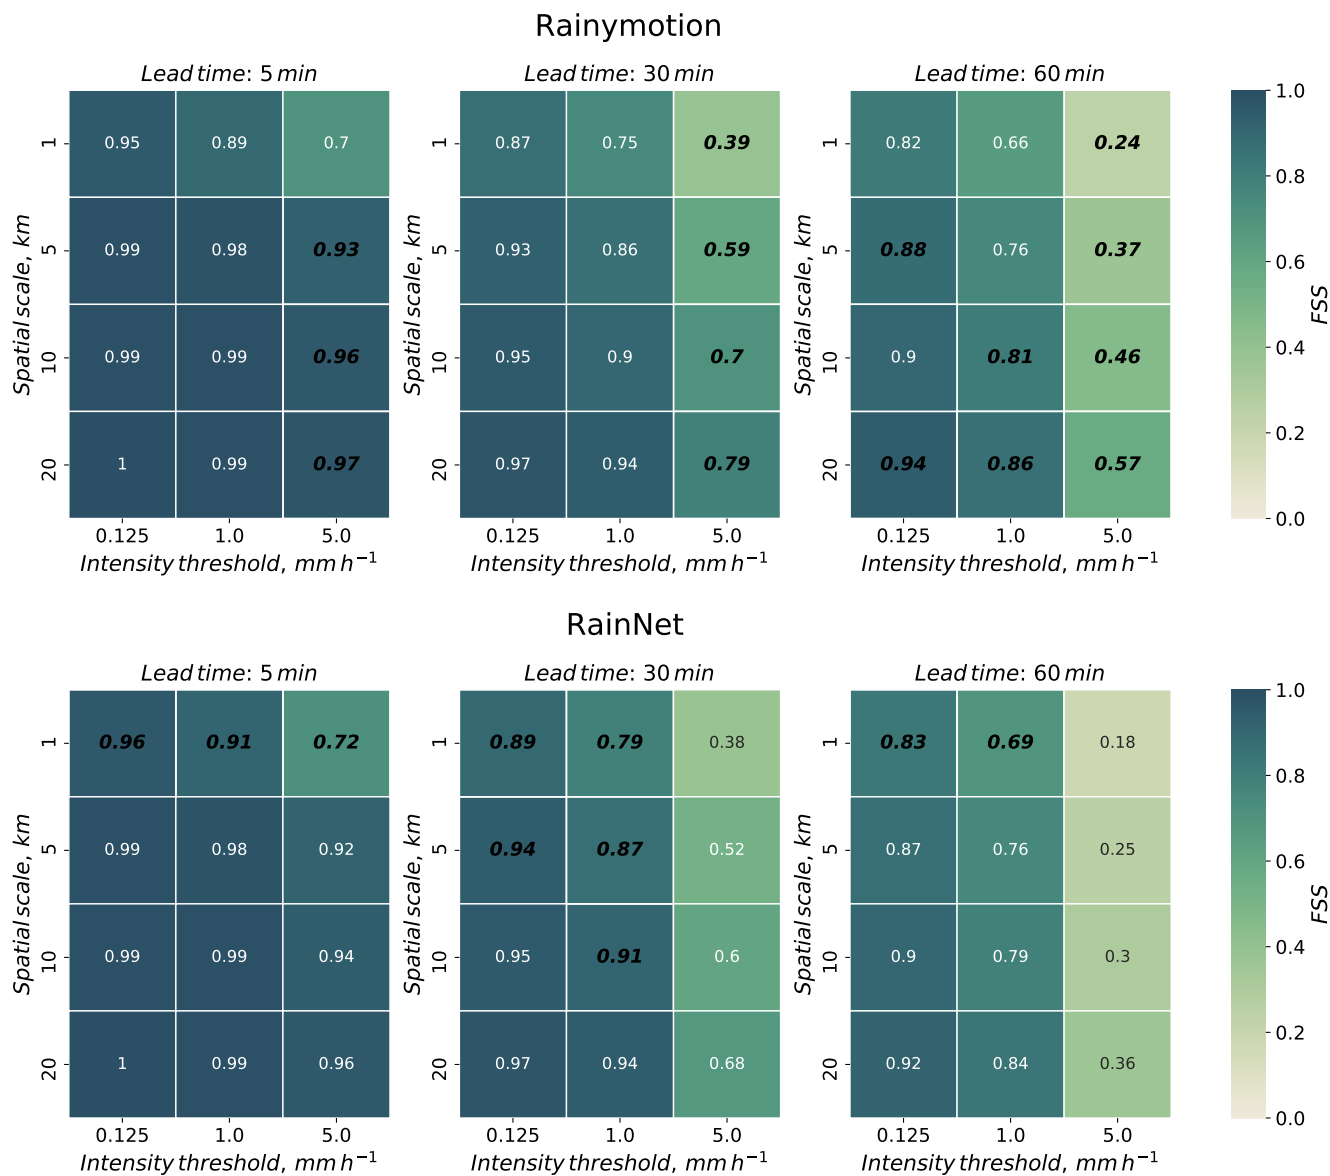 Rainymotion
Lead time: 5 min
Lead time: 30 min
Lead time: 60 min
Spatial scale, km
1
0.95 0.89 0.7
5
0.99 0.98 0.93
10
0.99 0.99 0.96
20
1 0.99 0.97
0.125 1.0 5.0
Intensity threshold, mm h⁻¹
Spatial scale, km
1
0.87 0.75 0.39
5
0.93 0.86 0.59
10
0.95 0.9 0.7
20
0.97 0.94 0.79
0.125 1.0 5.0
Intensity threshold, mm h⁻¹
Spatial scale, km
1
0.82 0.66 0.24
5
0.88 0.76 0.37
10
0.9 0.81 0.46
20
0.94 0.86 0.57
0.125 1.0 5.0
Intensity threshold, mm h⁻¹
1.0
0.8
0.6
0.4
0.2
0.0
FSS
RainNet
Lead time: 5 min
Lead time: 30 min
Lead time: 60 min
Spatial scale, km
1
0.96 0.91 0.72
5
0.99 0.98 0.92
10
0.99 0.99 0.94
20
1 0.99 0.96
0.125 1.0 5.0
Intensity threshold, mm h⁻¹
Spatial scale, km
1
0.89 0.79 0.38
5
0.94 0.87 0.52
10
0.95 0.91 0.6
20
0.97 0.94 0.68
0.125 1.0 5.0
Intensity threshold, mm h⁻¹
Spatial scale, km
1
0.83 0.69 0.18
5
0.87 0.76 0.25
10
0.9 0.79 0.3
20
0.92 0.84 0.36
0.125 1.0 5.0
Intensity threshold, mm h⁻¹
1.0
0.8
0.6
0.4
0.2
0.0
FSS